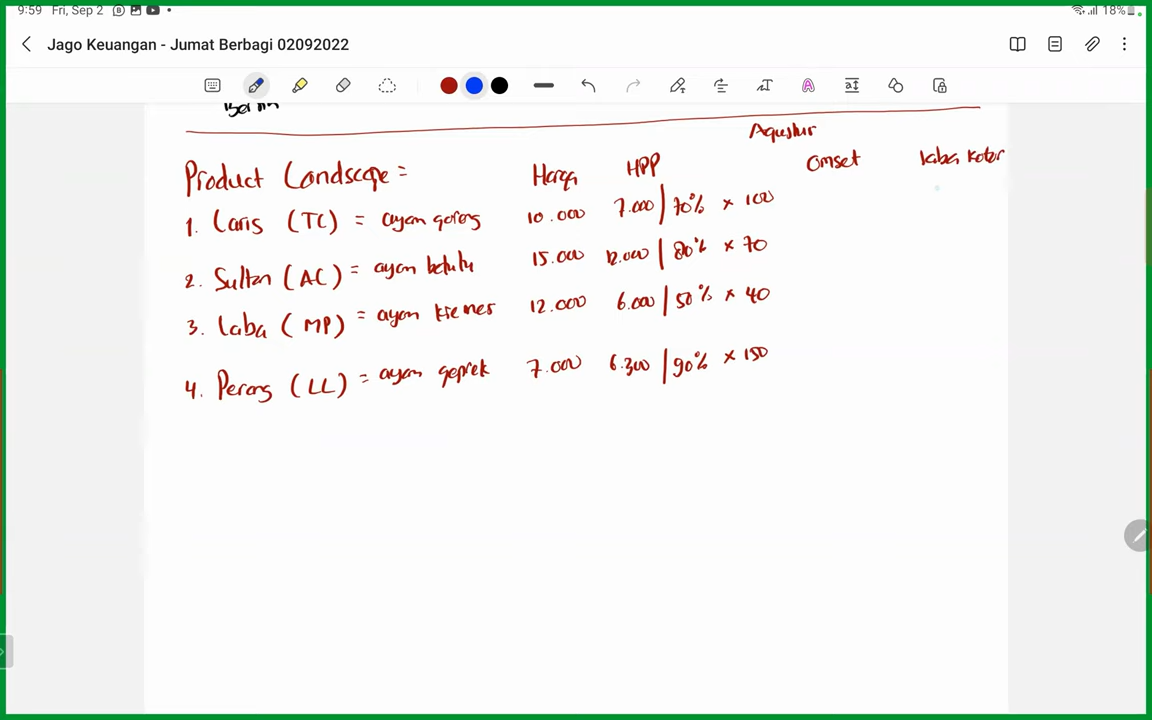 9:59 Fri, Sep 2 18%
Jago Keuangan - Jumat Berbagi 02092022
Agustus
Product Landscape = Harga HPP Omset laba kotor
1. Laris (TC) = ayam goreng 10.000 7.000 | 70% x 100
2. Sultan (AC) = ayam betutu 15.000 12.000 | 80% x 70
3. Laba (MP) = ayam kremes 12.000 6.000 | 50% x 40
4. Perang (LL) = ayam geprek 7.000 6.300 | 90% x 150